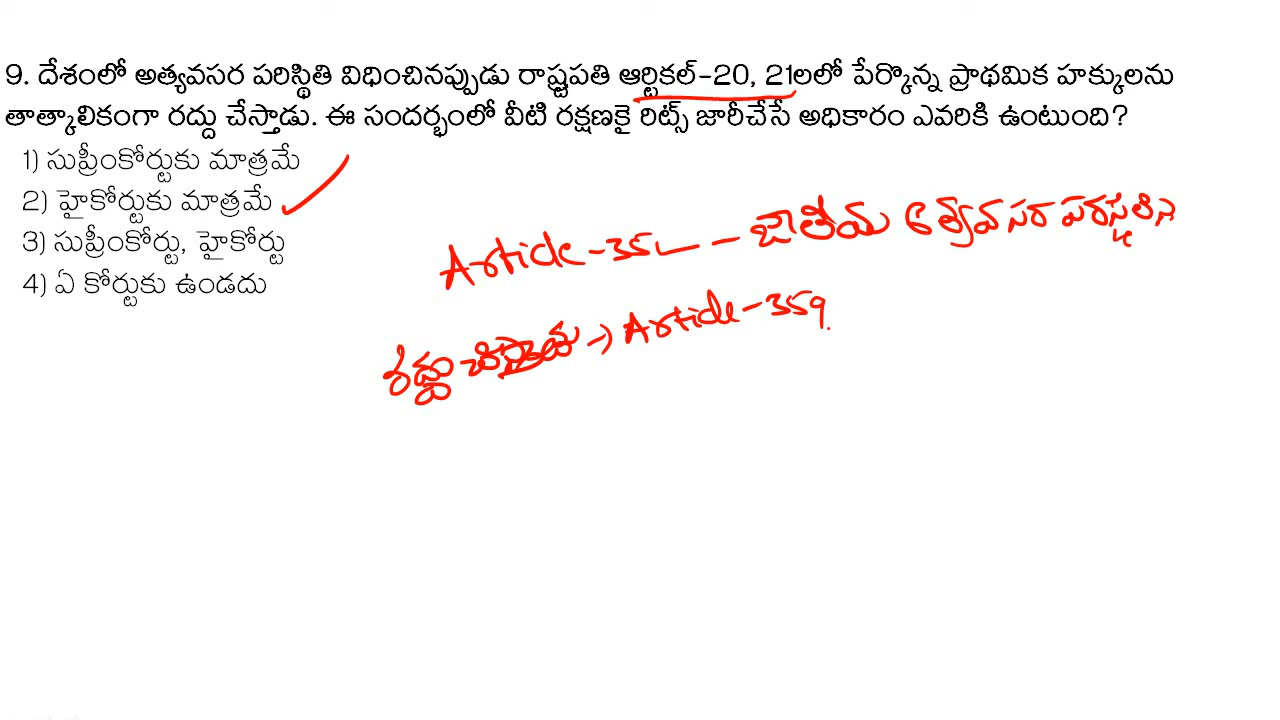 9. దేశంలో అత్యవసర పరిస్థితి విధించినప్పుడు రాష్ట్రపతి ఆర్టికల్-20, 21లలో పేర్కొన్న ప్రాథమిక హక్కులను
తాత్కాలికంగా రద్దు చేస్తాడు. ఈ సందర్భంలో వీటి రక్షణకై రిట్స్ జారీచేసే అధికారం ఎవరికి ఉంటుంది?
1) సుప్రీంకోర్టుకు మాత్రమే
2) హైకోర్టుకు మాత్రమే
3) సుప్రీంకోర్టు, హైకోర్టు
4) ఏ కోర్టుకు ఉండదు
Article-352 - జాతీయ అత్యవసర
రద్దు → Article-359